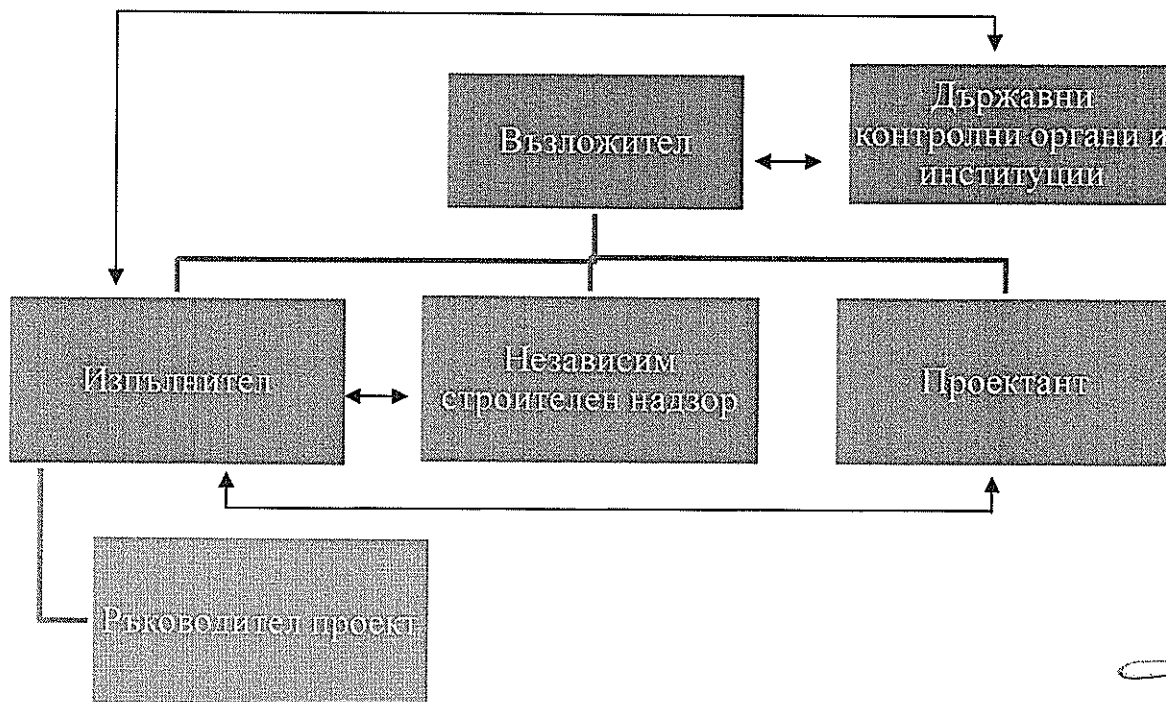 Държавни
контролни органи и
институции
Възложител
Изпълнител
Независим
строителен надзор
Проектант
Ръководител проект